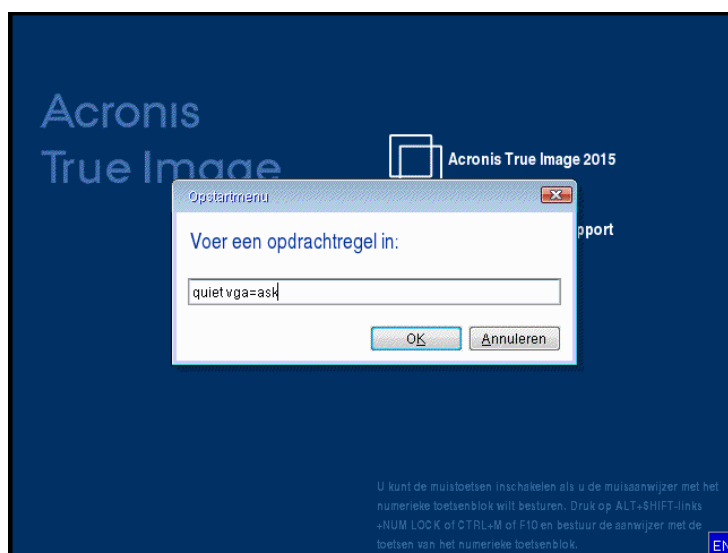 Acronis
True Image
Acronis True Image 2015
Opstartmenu
pport
Voer een opdrachtregel in:
quiet vga=ask
OK
Annuleren
U kunt de muistoetsen inschakelen als u de muisaanwijzer met het
numerieke toetsenblok wilt besturen. Druk op ALT+SHIFT-links
+NUM LOCK of CTRL+M of F10 en bestuur de aanwijzer met de
toetsen van het numerieke toetsenblok.
EN